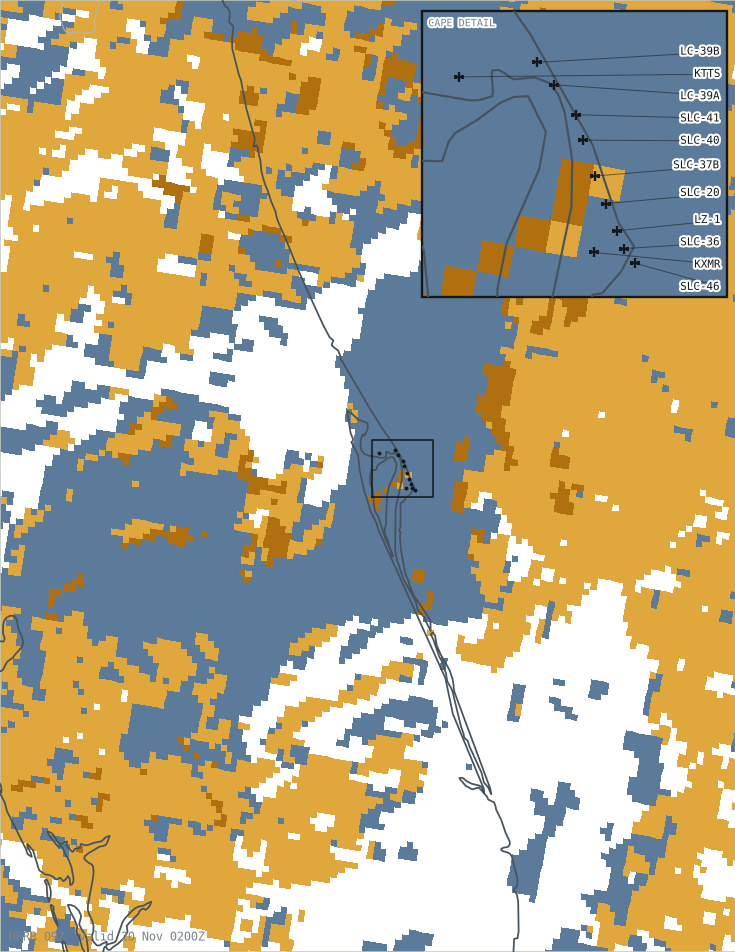 CAPE DETAIL
LC-39B
KTTS
LC-39A
SLC-41
SLC-40
SLC-37B
SLC-20
LZ-1
SLC-36
KXMR
SLC-46
valid 20 Nov 0200Z